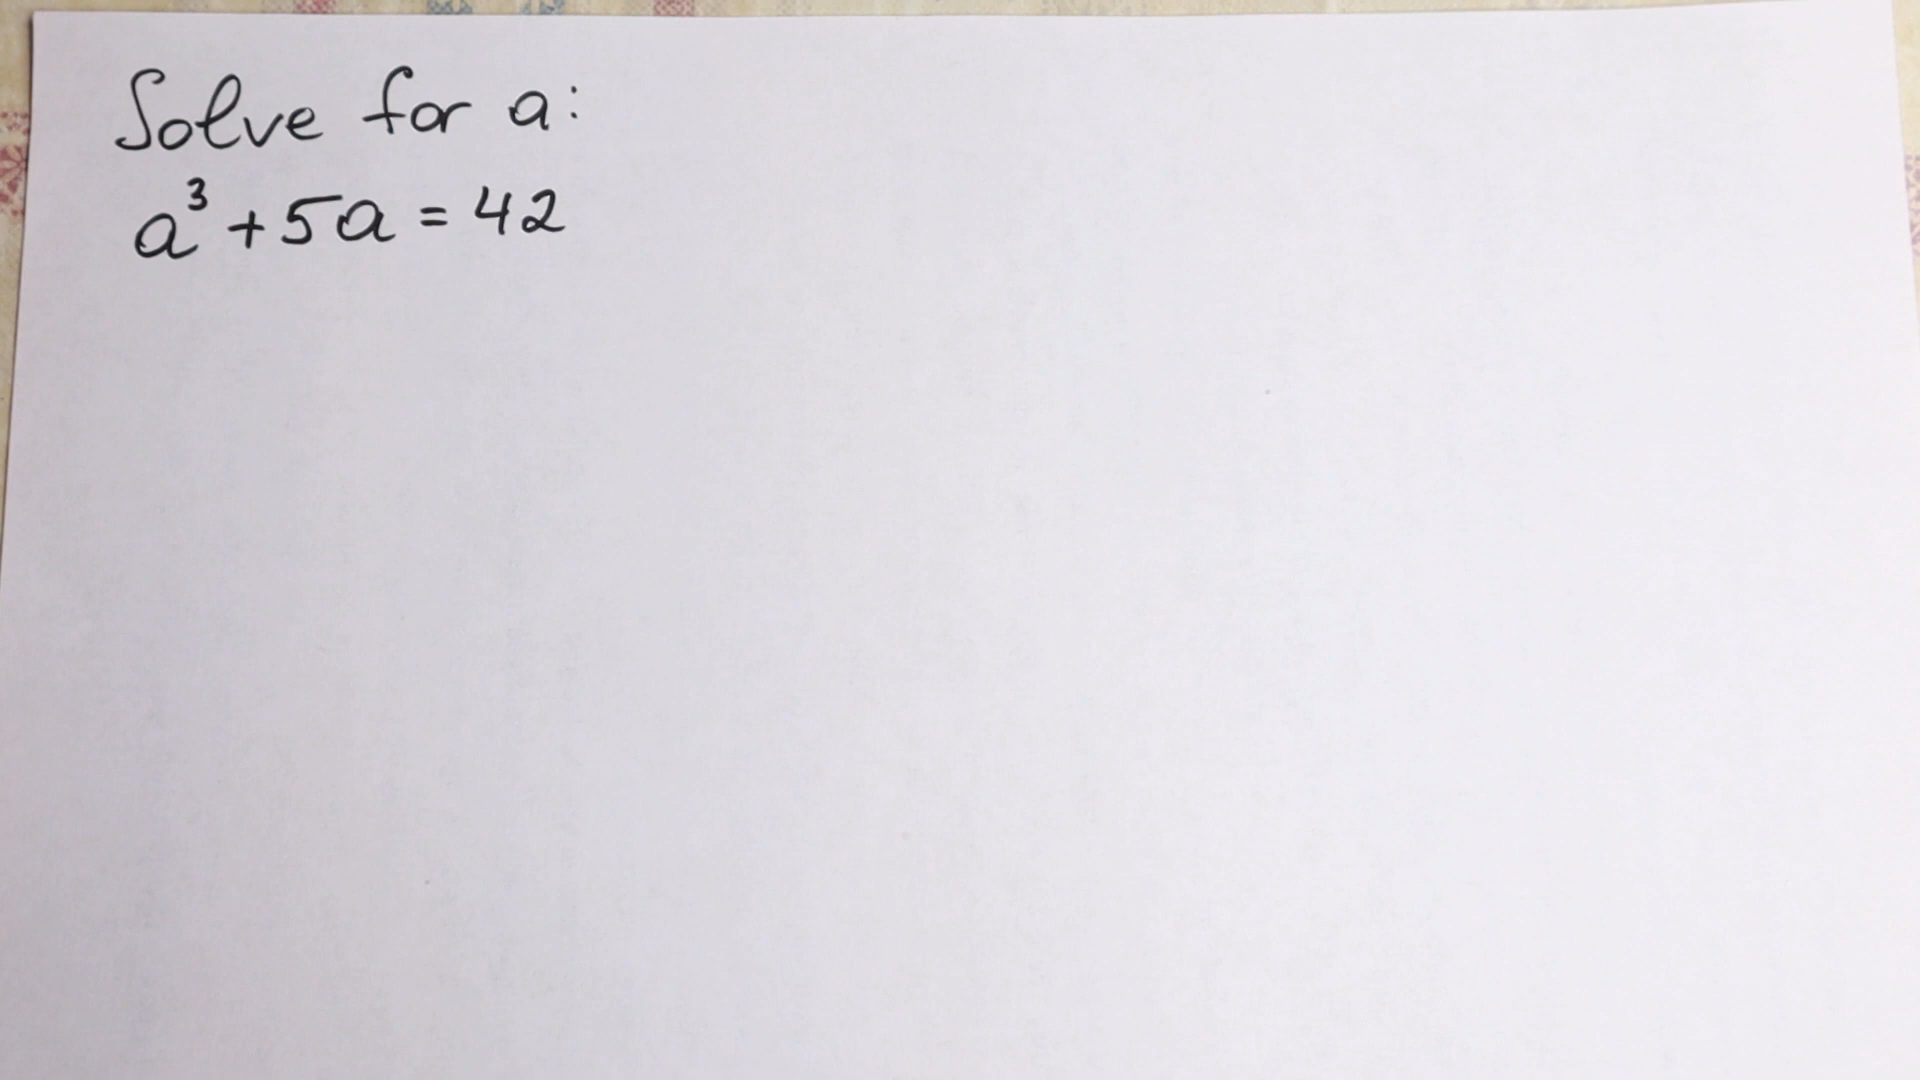 Solve for a:
a³ + 5a = 42